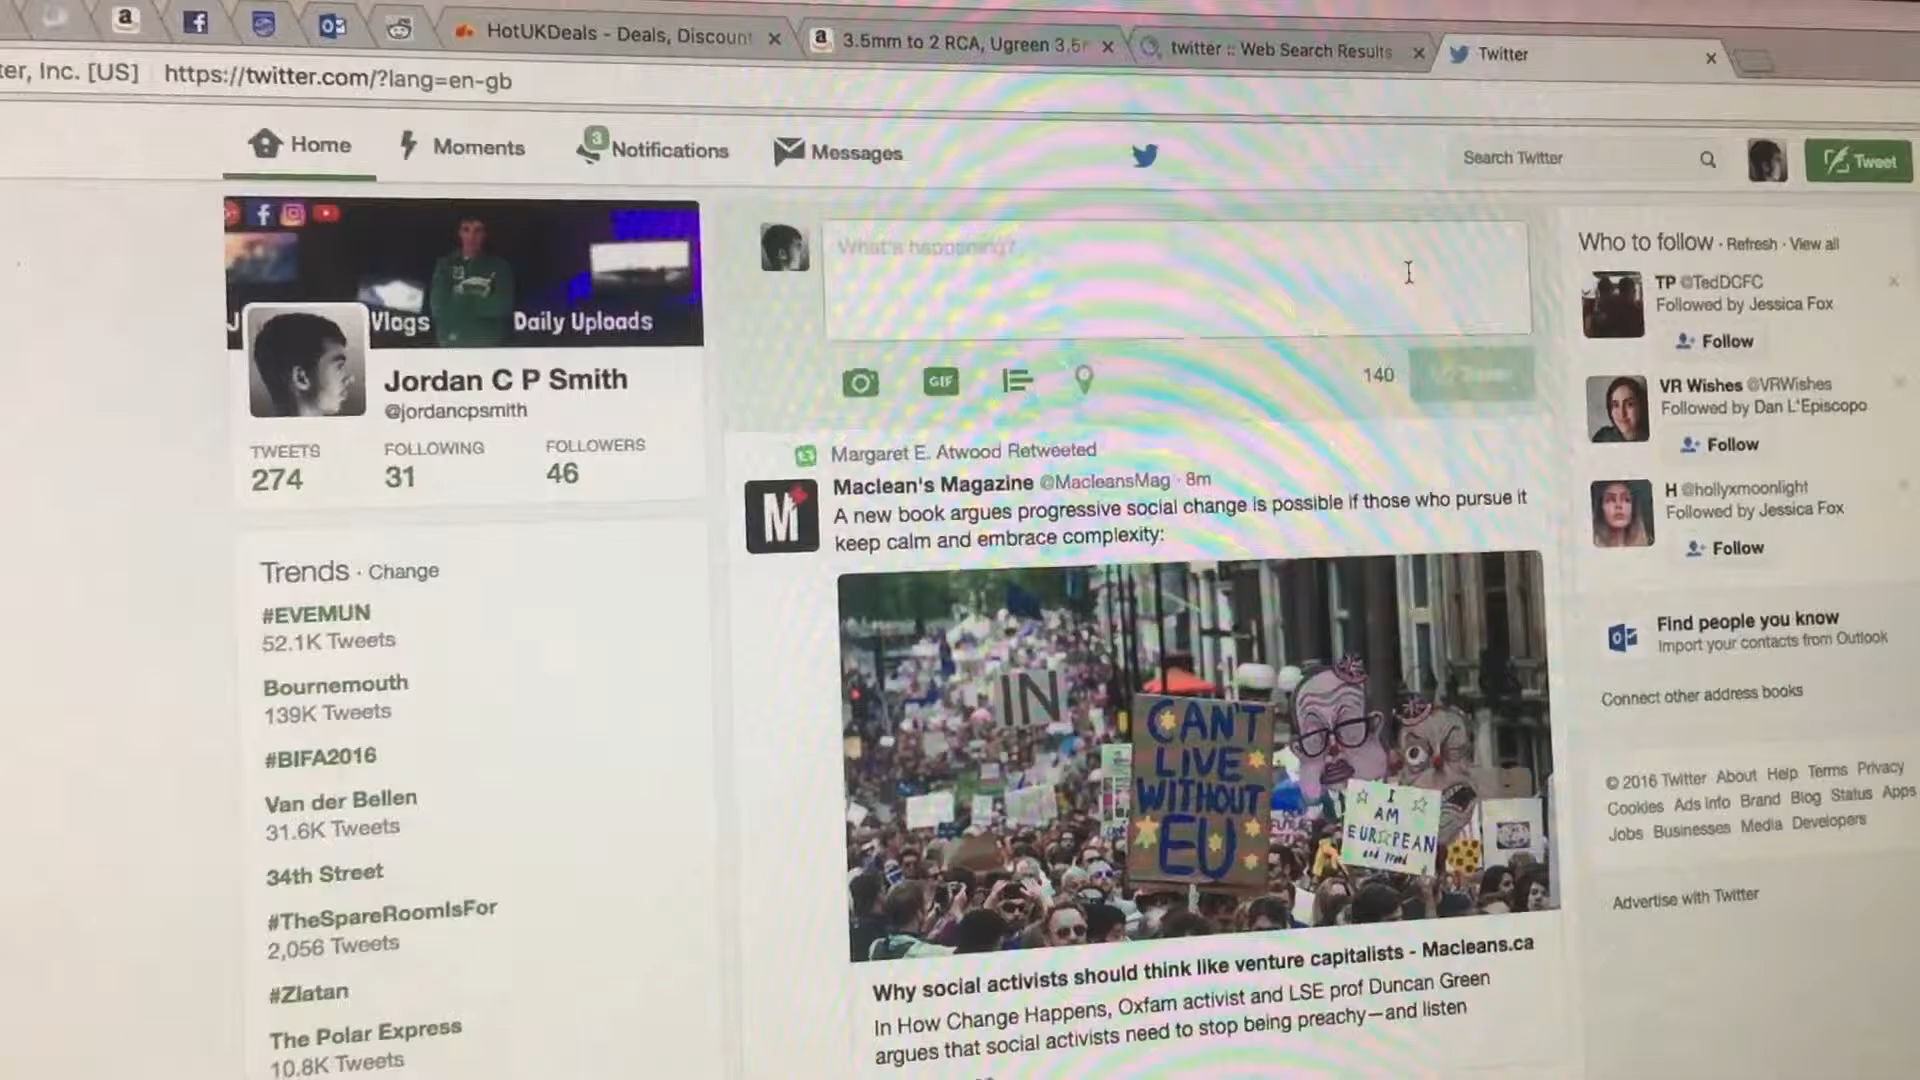 HotUKDeals - Deals, Discount
3.5mm to 2 RCA, Ugreen 3.5
twitter :: Web Search Results
Twitter
ter, Inc. [US] https://twitter.com/?lang=en-gb
Home
Moments
3
Notifications
Messages
Search Twitter
Tweet
Vlogs
Daily Uploads
Jordan C P Smith
@jordancpsmith
TWEETS
274
FOLLOWING
31
FOLLOWERS
46
Trends · Change
#EVEMUN
52.1K Tweets
Bournemouth
139K Tweets
#BIFA2016
Van der Bellen
31.6K Tweets
34th Street
#TheSpareRoomIsFor
2,056 Tweets
#Zlatan
The Polar Express
10.8K Tweets
What's happening?
GIF
140
Margaret E. Atwood Retweeted
Maclean's Magazine @MacleansMag · 8m
A new book argues progressive social change is possible if those who pursue it
keep calm and embrace complexity:
M
IN
CAN'T
LIVE
WITHOUT
EU
I
AM
EUROPEAN
and proud
Why social activists should think like venture capitalists - Macleans.ca
In How Change Happens, Oxfam activist and LSE prof Duncan Green
argues that social activists need to stop being preachy—and listen
Who to follow · Refresh · View all
TP @TedDCFC
Followed by Jessica Fox
Follow
VR Wishes @VRWishes
Followed by Dan L'Episcopo
Follow
H @hollyxmoonlight
Followed by Jessica Fox
Follow
Find people you know
Import your contacts from Outlook
Connect other address books
© 2016 Twitter About Help Terms Privacy
Cookies Ads info Brand Blog Status Apps
Jobs Businesses Media Developers
Advertise with Twitter